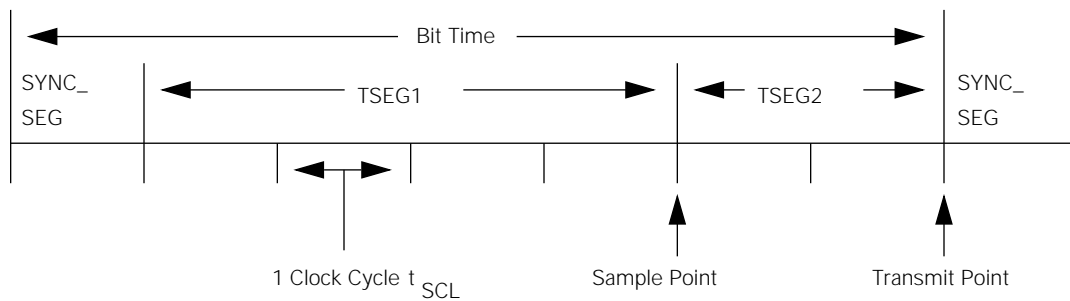 Bit Time
SYNC_
SEG
TSEG1
TSEG2
SYNC_
SEG
1 Clock Cycle t SCL
Sample Point
Transmit Point